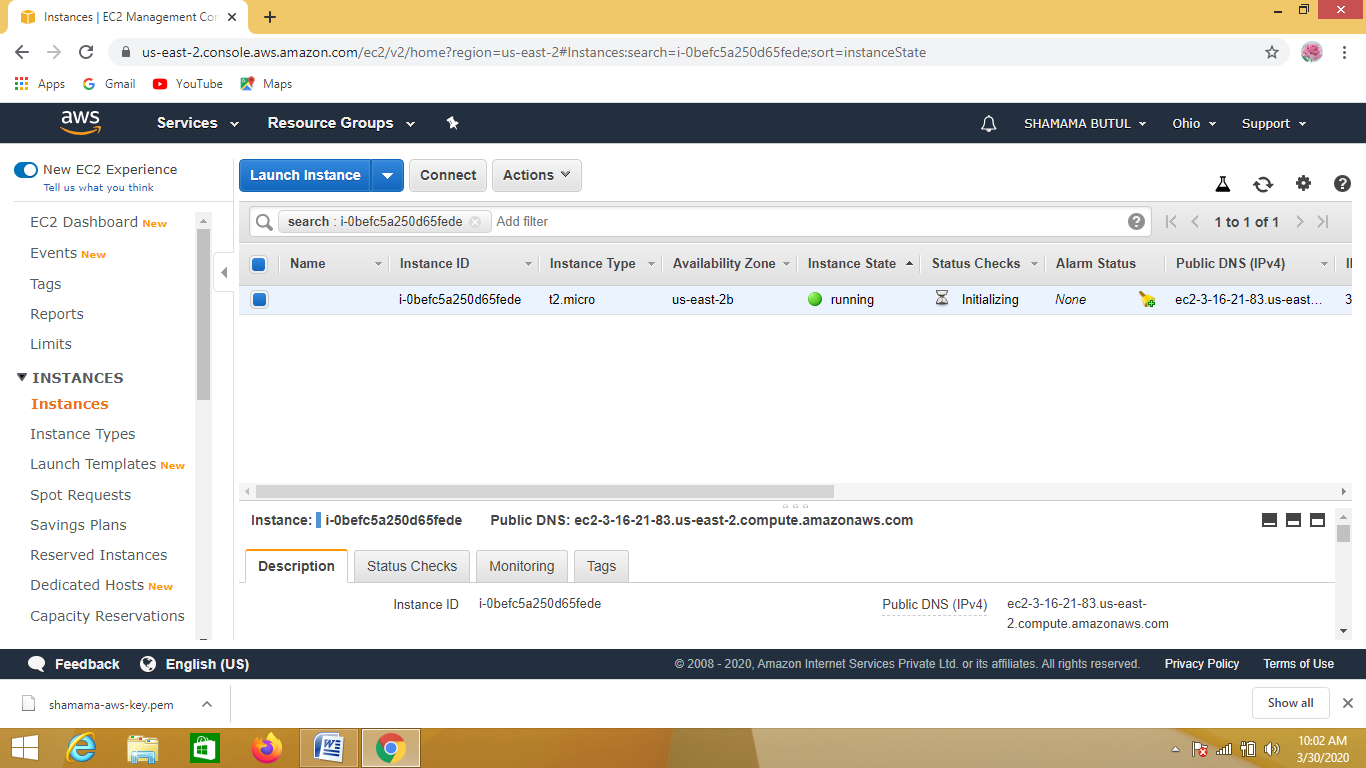 Instances | EC2 Management Con
us-east-2.console.aws.amazon.com/ec2/v2/home?region=us-east-2#Instances:search=i-0befc5a250d65fede;sort=instanceState
Apps Gmail YouTube Maps
aws Services Resource Groups SHAMAMA BUTUL Ohio Support
New EC2 Experience
Tell us what you think
EC2 Dashboard New
Events New
Tags
Reports
Limits
INSTANCES
Instances
Instance Types
Launch Templates New
Spot Requests
Savings Plans
Reserved Instances
Dedicated Hosts New
Capacity Reservations
Launch Instance Connect Actions
search : i-0befc5a250d65fede Add filter 1 to 1 of 1
Name Instance ID Instance Type Availability Zone Instance State Status Checks Alarm Status Public DNS (IPv4)
i-0befc5a250d65fede t2.micro us-east-2b running Initializing None ec2-3-16-21-83.us-east... 3
Instance: i-0befc5a250d65fede Public DNS: ec2-3-16-21-83.us-east-2.compute.amazonaws.com
Description Status Checks Monitoring Tags
Instance ID i-0befc5a250d65fede Public DNS (IPv4) ec2-3-16-21-83.us-east-
2.compute.amazonaws.com
Feedback English (US) © 2008 - 2020, Amazon Internet Services Private Ltd. or its affiliates. All rights reserved. Privacy Policy Terms of Use
shamama-aws-key.pem Show all
10:02 AM
3/30/2020